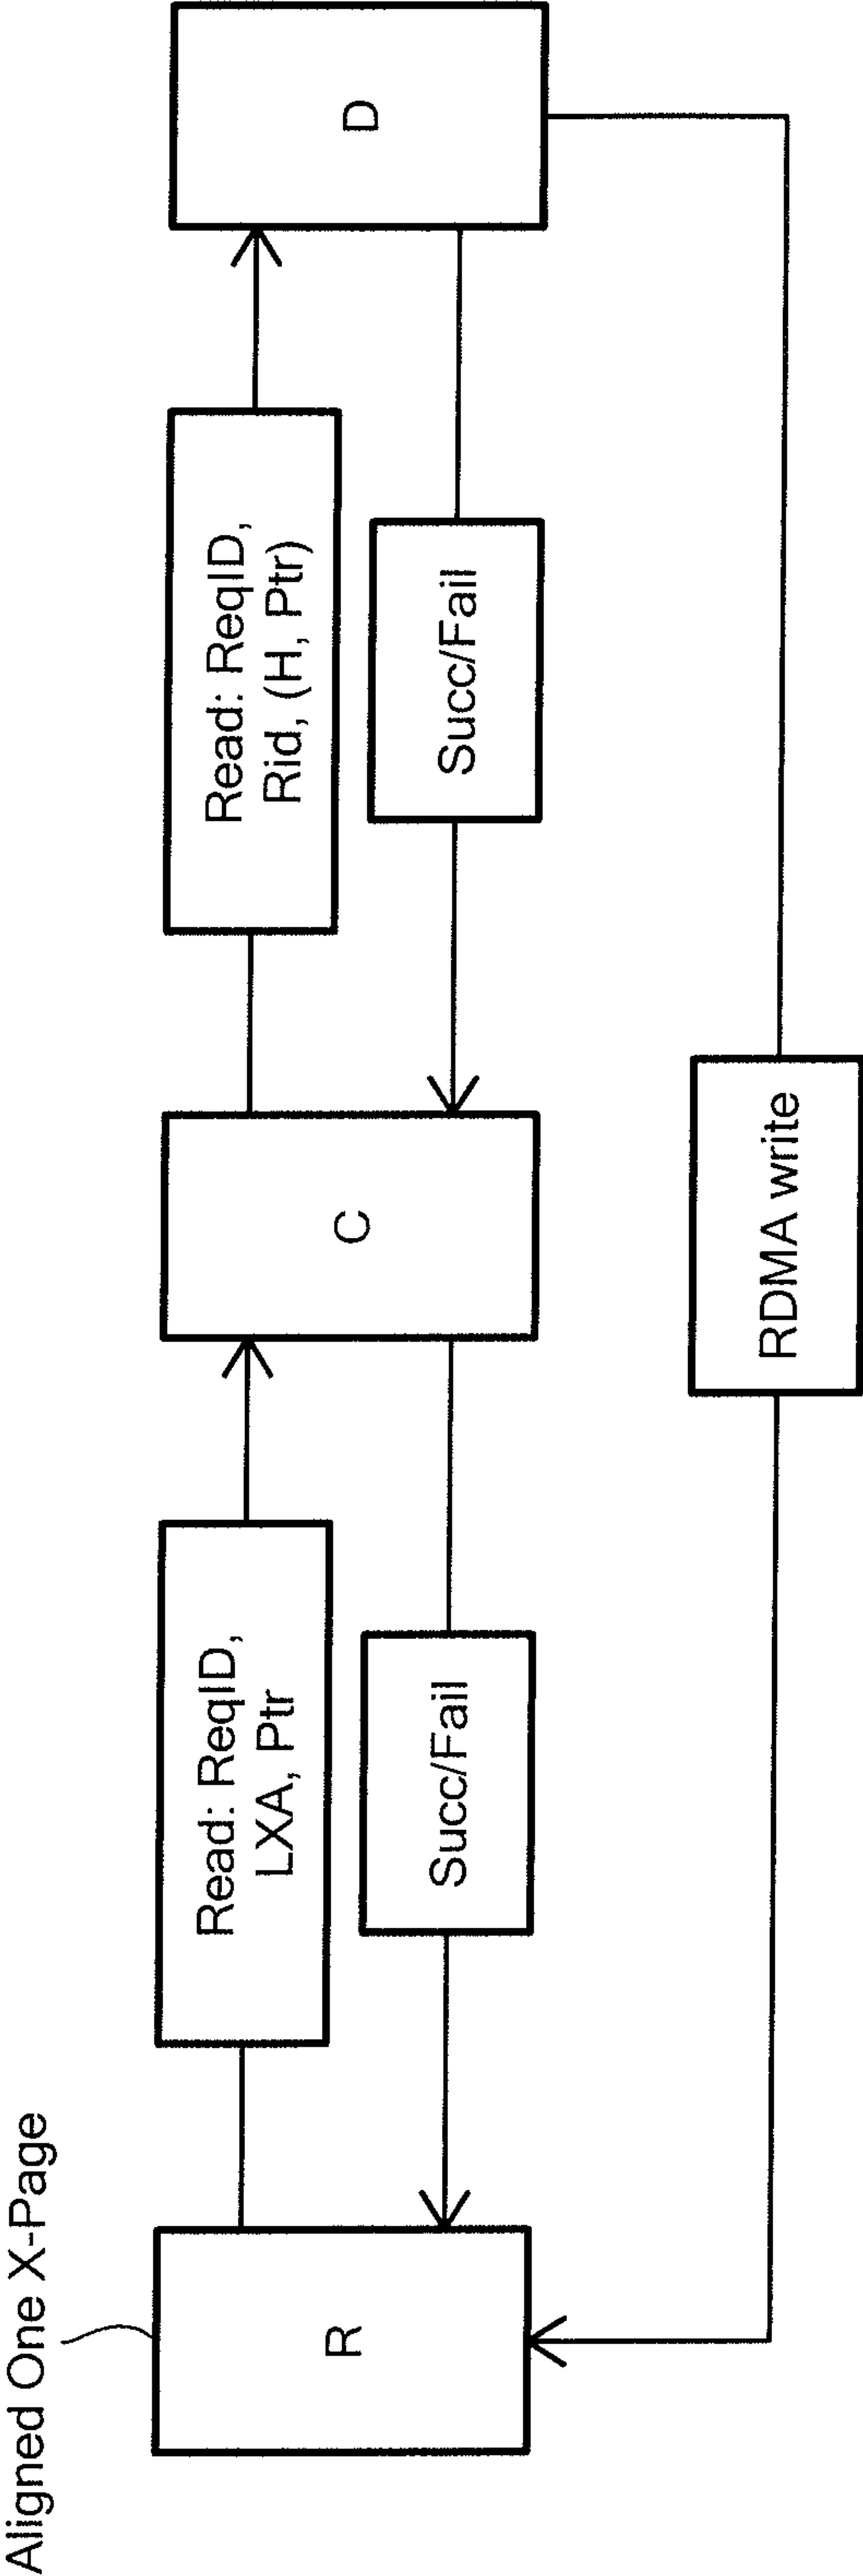 Aligned One X-Page
R
Read: ReqID,
LXA, Ptr
Succ/Fail
C
Read: ReqID,
Rid, (H, Ptr)
Succ/Fail
D
RDMA write